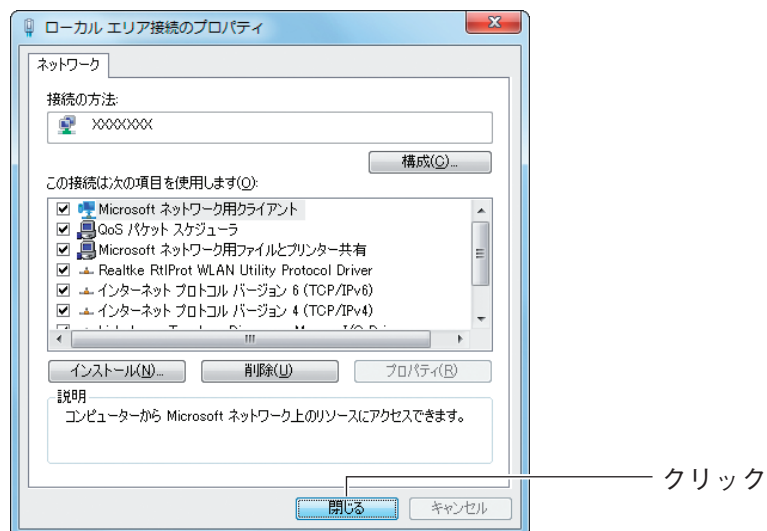 ローカル エリア接続のプロパティ
ネットワーク
接続の方法:
XXXXXXXX
構成(C)...
この接続は次の項目を使用します(O):
Microsoft ネットワーク用クライアント
QoS パケット スケジューラ
Microsoft ネットワーク用ファイルとプリンター共有
Realtke RtlProt WLAN Utility Protocol Driver
インターネット プロトコル バージョン 6 (TCP/IPv6)
インターネット プロトコル バージョン 4 (TCP/IPv4)
インストール(N)...
削除(U)
プロパティ(R)
説明
コンピューターから Microsoft ネットワーク上のリソースにアクセスできます。
クリック
閉じる
キャンセル